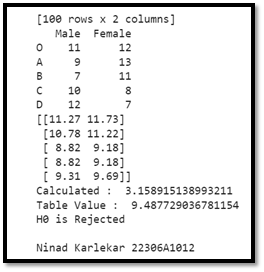 [100 rows x 2 columns]
Male Female
O 11 12
A 9 13
B 7 11
C 10 8
D 12 7
[[11.27 11.73]
[10.78 11.22]
[ 8.82 9.18]
[ 8.82 9.18]
[ 9.31 9.69]]
Calculated : 3.158915138993211
Table Value : 9.487729036781154
H0 is Rejected
Ninad Karlekar 22306A1012